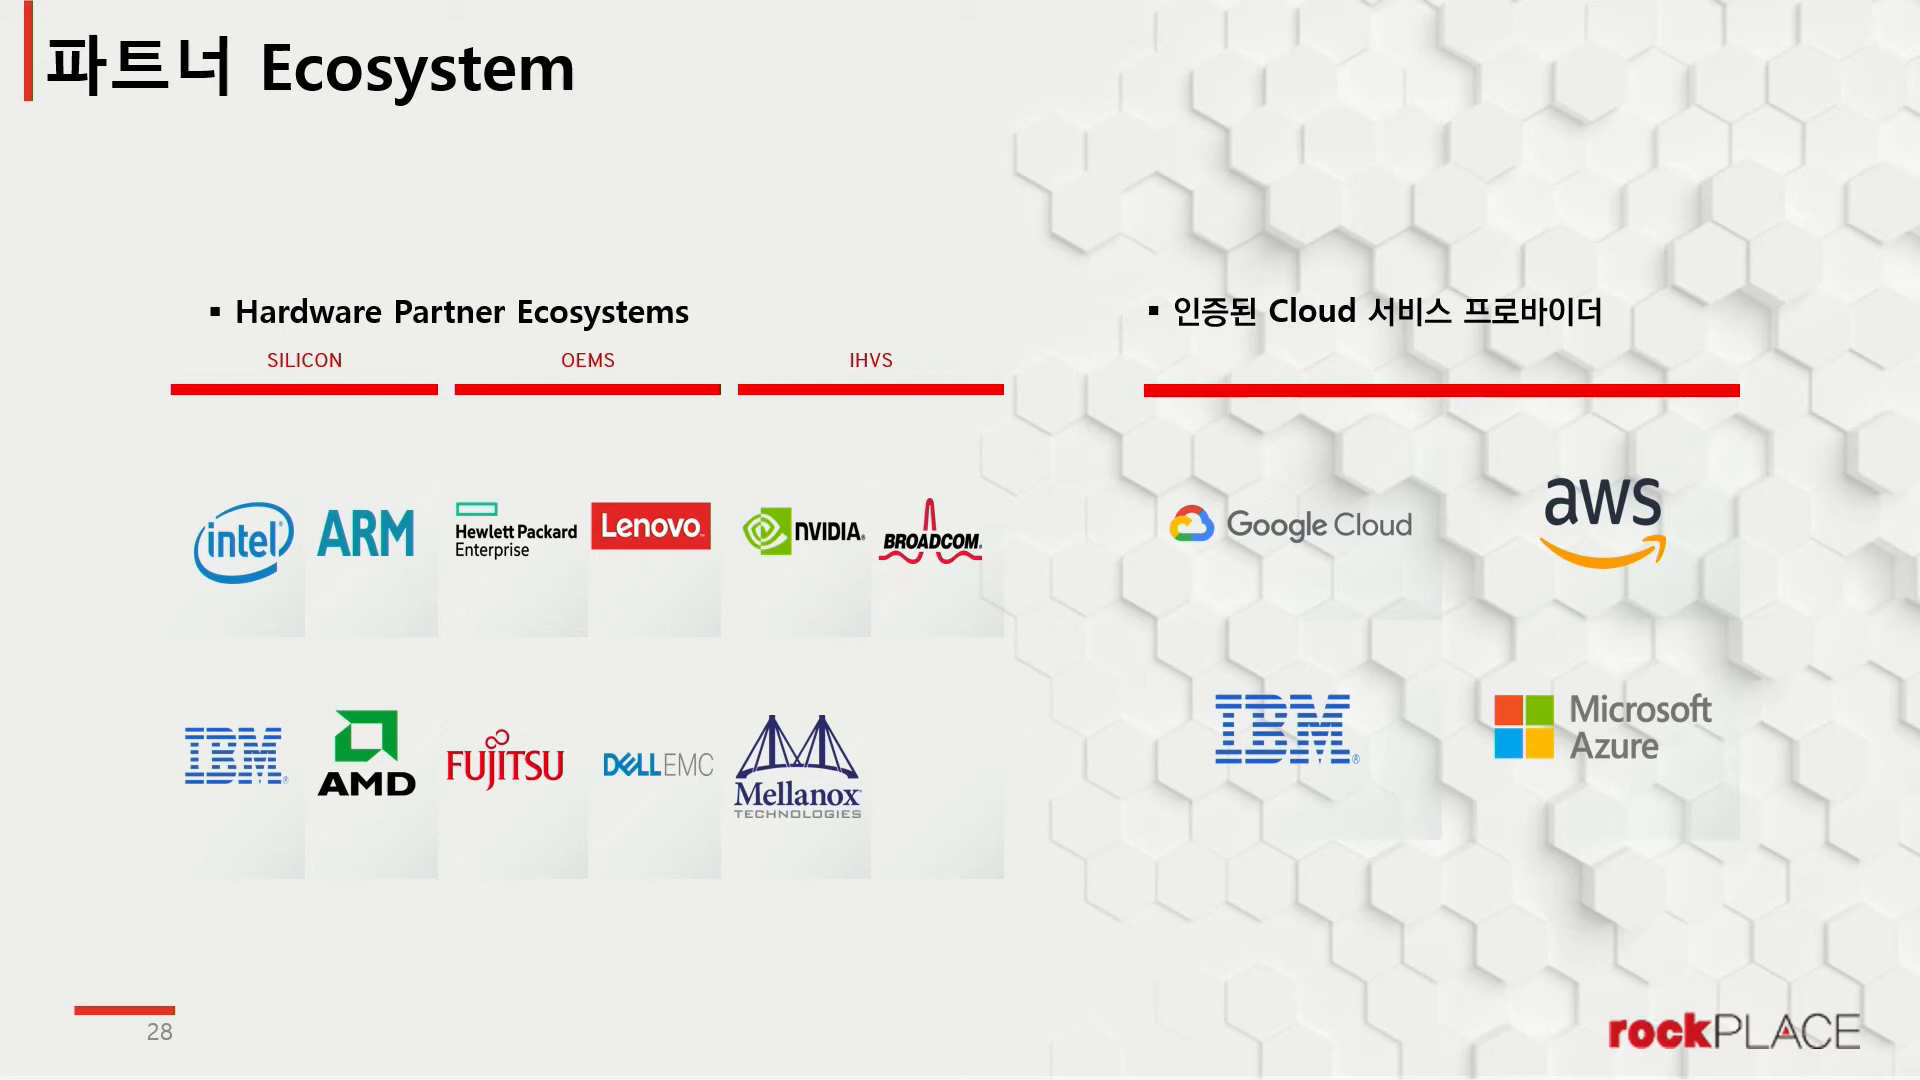 파트너 Ecosystem
▪ Hardware Partner Ecosystems
SILICON
OEMS
IHVS
intel
ARM
Hewlett Packard
Enterprise
Lenovo
NVIDIA
BROADCOM
IBM
AMD
FUJITSU
DELL EMC
Mellanox
TECHNOLOGIES
▪ 인증된 Cloud 서비스 프로바이더
Google Cloud
aws
IBM
Microsoft
Azure
28
rockPLACE